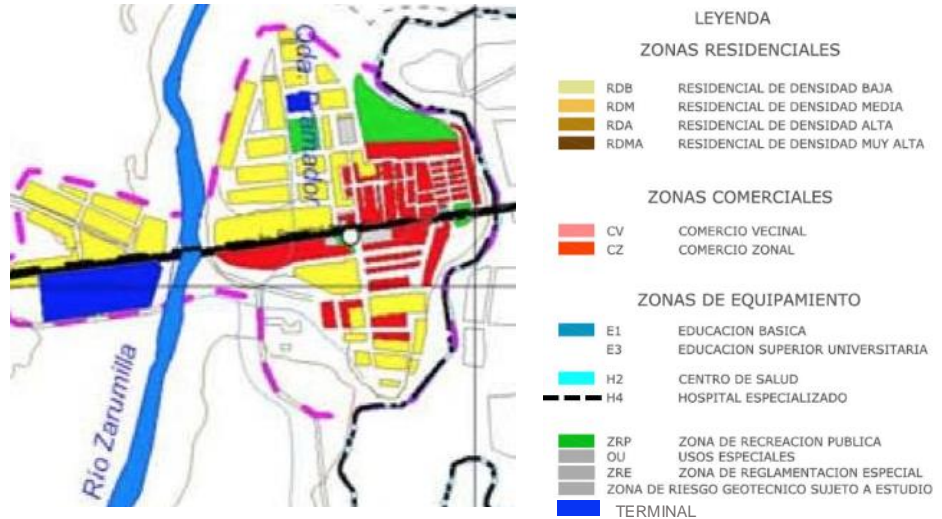 Qda. Bramador
Río Zarumilla
LEYENDA
ZONAS RESIDENCIALES
RDB RESIDENCIAL DE DENSIDAD BAJA
RDM RESIDENCIAL DE DENSIDAD MEDIA
RDA RESIDENCIAL DE DENSIDAD ALTA
RDMA RESIDENCIAL DE DENSIDAD MUY ALTA
ZONAS COMERCIALES
CV COMERCIO VECINAL
CZ COMERCIO ZONAL
ZONAS DE EQUIPAMIENTO
E1 EDUCACION BASICA
E3 EDUCACION SUPERIOR UNIVERSITARIA
H2 CENTRO DE SALUD
H4 HOSPITAL ESPECIALIZADO
ZRP ZONA DE RECREACION PUBLICA
OU USOS ESPECIALES
ZRE ZONA DE REGLAMENTACION ESPECIAL
ZONA DE RIESGO GEOTECNICO SUJETO A ESTUDIO
TERMINAL